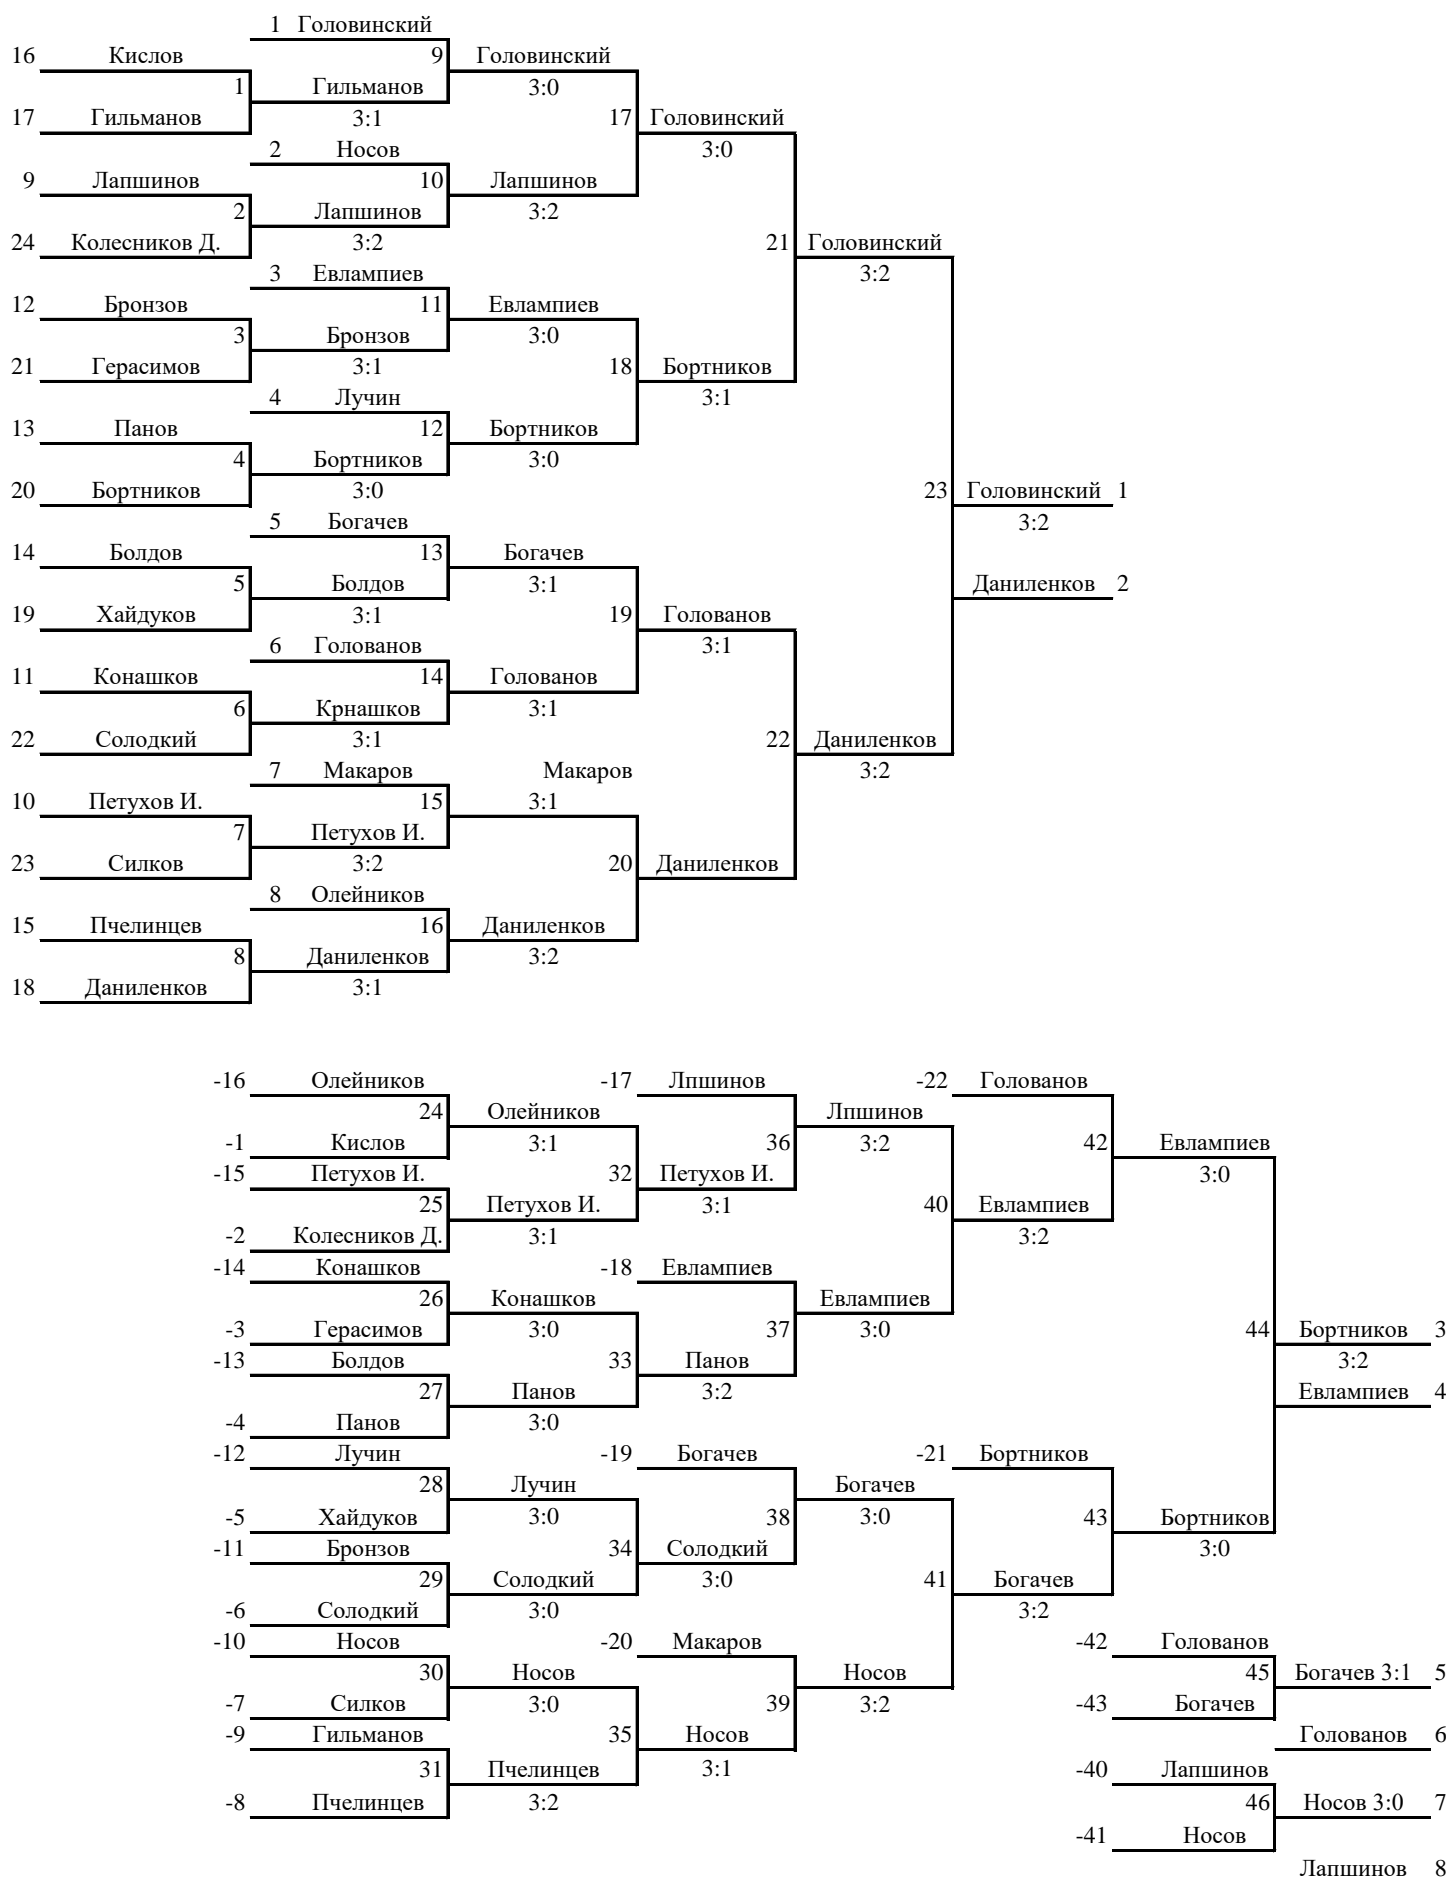 1 Головинский
16 Кислов 9 Головинский
1 Гильманов 3:0
17 Гильманов 3:1 17 Головинский
2 Носов 3:0
9 Лапшинов 10 Лапшинов
2 Лапшинов 3:2
24 Колесников Д. 3:2 21 Головинский
3 Евлампиев 3:2
12 Бронзов 11 Евлампиев
3 Бронзов 3:0
21 Герасимов 3:1 18 Бортников
4 Лучин 3:1
13 Панов 12 Бортников
4 Бортников 3:0
20 Бортников 3:0 23 Головинский 1
5 Богачев 3:2
14 Болдов 13 Богачев
5 Болдов 3:1 Даниленков 2
19 Хайдуков 3:1 19 Голованов
6 Голованов 3:1
11 Конашков 14 Голованов
6 Крнашков 3:1
22 Солодкий 3:1 22 Даниленков
7 Макаров Макаров 3:2
10 Петухов И. 15 3:1
7 Петухов И.
23 Силков 3:2 20 Даниленков
8 Олейников
15 Пчелинцев 16 Даниленков
8 Даниленков 3:2
18 Даниленков 3:1
-16 Олейников -17 Лпшинов -22 Голованов
24 Олейников Лпшинов
-1 Кислов 3:1 36 3:2 42 Евлампиев
-15 Петухов И. 32 Петухов И. 3:0
25 Петухов И. 3:1 40 Евлампиев
-2 Колесников Д. 3:1 3:2
-14 Конашков -18 Евлампиев
26 Конашков Евлампиев
-3 Герасимов 3:0 37 3:0 44 Бортников 3
-13 Болдов 33 Панов 3:2
27 Панов 3:2 Евлампиев 4
-4 Панов 3:0
-12 Лучин -19 Богачев -21 Бортников
28 Лучин Богачев
-5 Хайдуков 3:0 38 3:0 43 Бортников
-11 Бронзов 34 Солодкий 3:0
29 Солодкий 3:0 41 Богачев
-6 Солодкий 3:0 3:2
-10 Носов -20 Макаров -42 Голованов
30 Носов Носов 45 Богачев 3:1 5
-7 Силков 3:0 39 3:2 -43 Богачев
-9 Гильманов 35 Носов Голованов 6
31 Пчелинцев 3:1 -40 Лапшинов
-8 Пчелинцев 3:2 46 Носов 3:0 7
-41 Носов
Лапшинов 8